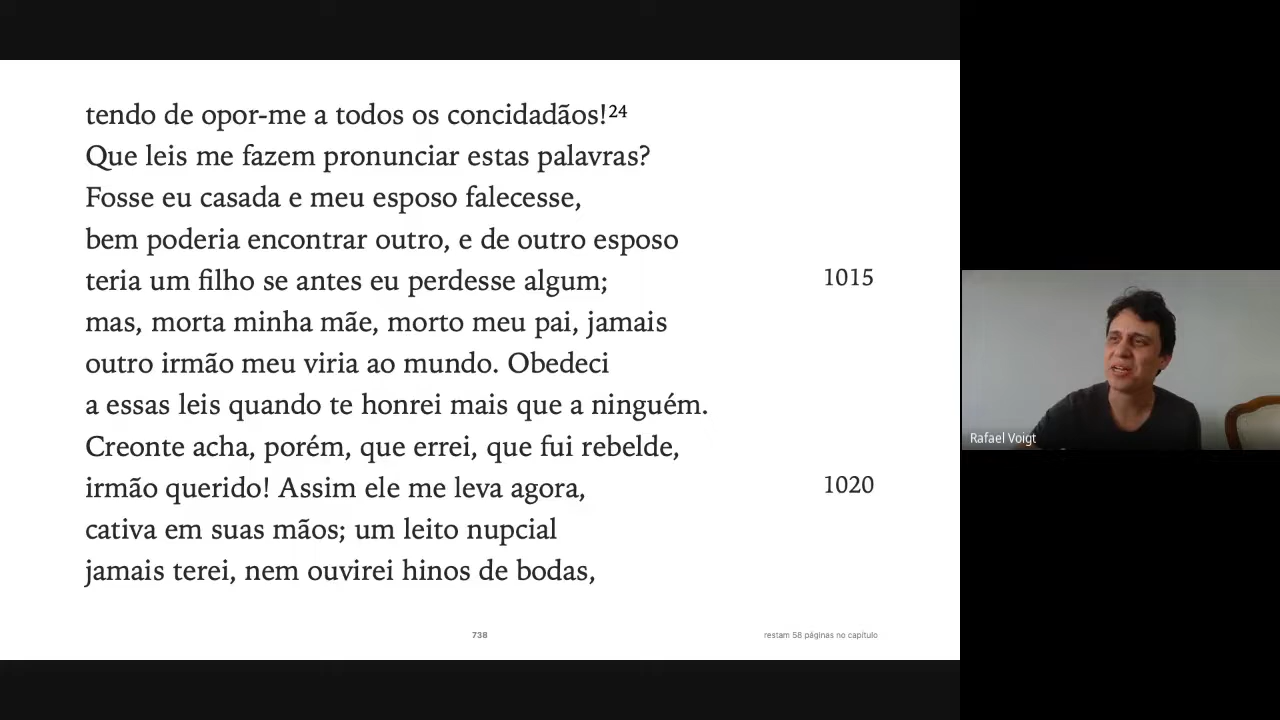 tendo de opor-me a todos os concidadãos!24
Que leis me fazem pronunciar estas palavras?
Fosse eu casada e meu esposo falecesse,
bem poderia encontrar outro, e de outro esposo
teria um filho se antes eu perdesse algum; 1015
mas, morta minha mãe, morto meu pai, jamais
outro irmão meu viria ao mundo. Obedeci
a essas leis quando te honrei mais que a ninguém.
Creonte acha, porém, que errei, que fui rebelde,
irmão querido! Assim ele me leva agora, 1020
cativa em suas mãos; um leito nupcial
jamais terei, nem ouvirei hinos de bodas,
738 restam 58 páginas no capítulo
Rafael Voigt